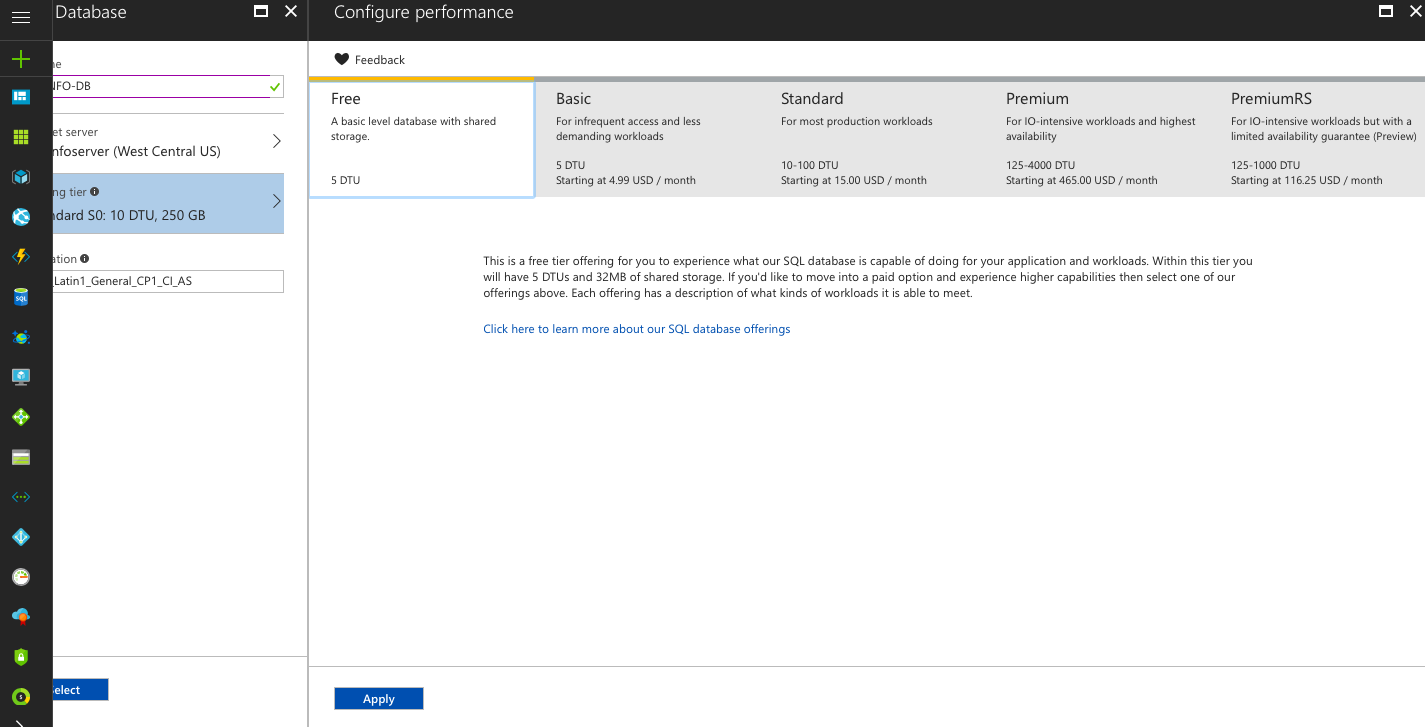 Database
Configure performance
Feedback
NFO-DB
et server
nfoserver (West Central US)
ng tier
ndard S0: 10 DTU, 250 GB
ation
_Latin1_General_CP1_CI_AS
elect
Free
A basic level database with shared
storage.
5 DTU
Basic
For infrequent access and less
demanding workloads
5 DTU
Starting at 4.99 USD / month
Standard
For most production workloads
10-100 DTU
Starting at 15.00 USD / month
Premium
For IO-intensive workloads and highest
availability
125-4000 DTU
Starting at 465.00 USD / month
PremiumRS
For IO-intensive workloads but with a
limited availability guarantee (Preview)
125-1000 DTU
Starting at 116.25 USD / month
This is a free tier offering for you to experience what our SQL database is capable of doing for your application and workloads. Within this tier you
will have 5 DTUs and 32MB of shared storage. If you'd like to move into a paid option and experience higher capabilities then select one of our
offerings above. Each offering has a description of what kinds of workloads it is able to meet.
Click here to learn more about our SQL database offerings
Apply
SQL